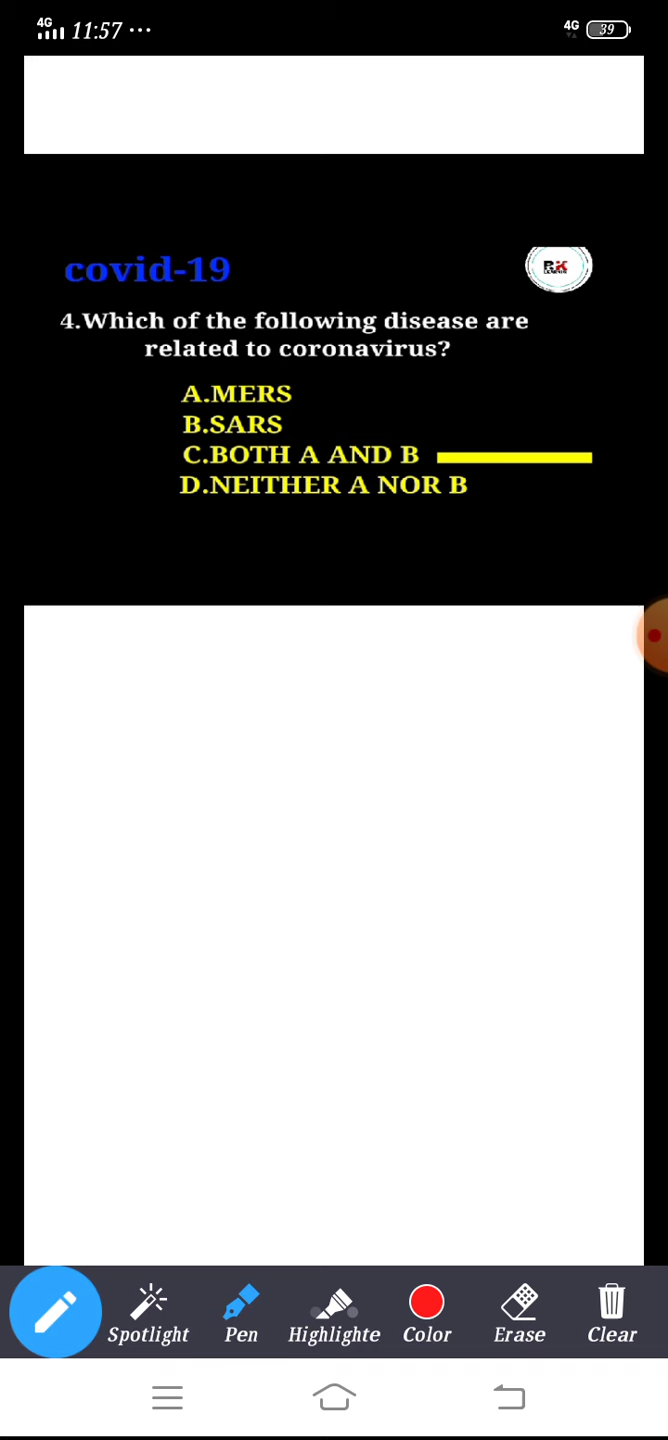 4G 11:57 ... 4G 39
covid-19
4.Which of the following disease are
related to coronavirus?
A.MERS
B.SARS
C.BOTH A AND B
D.NEITHER A NOR B
Spotlight Pen Highlighte Color Erase Clear